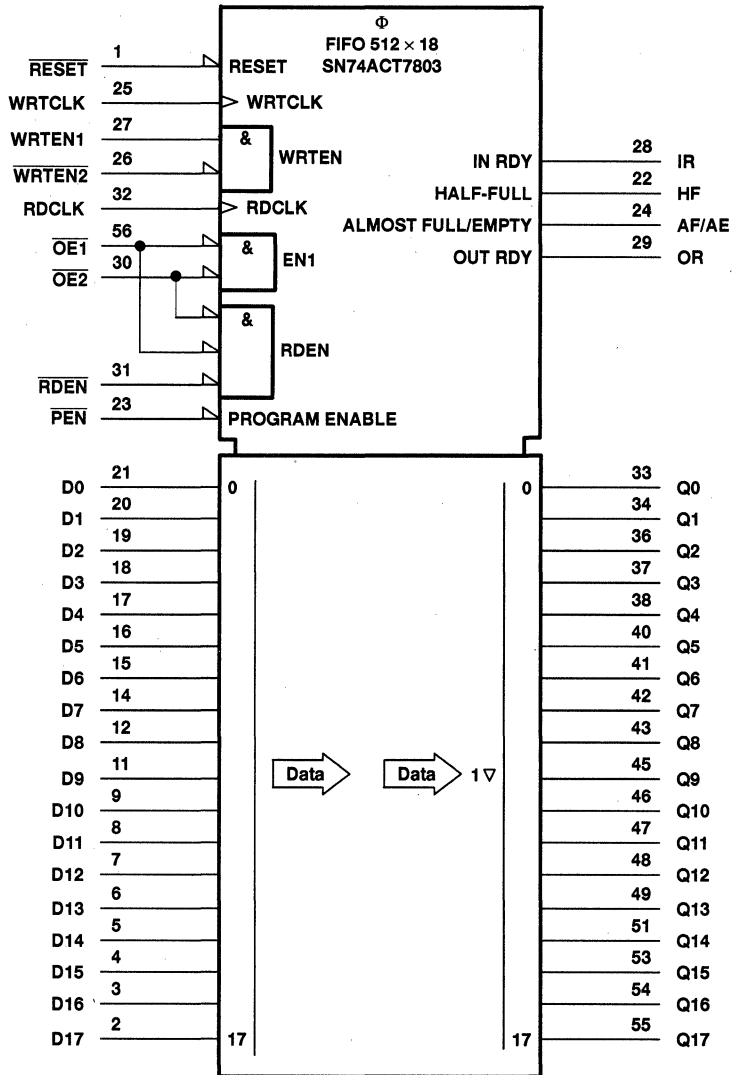 Φ
FIFO 512 × 18
SN74ACT7803
RESET 1 RESET
WRTCLK 25 WRTCLK
WRTEN1 27 &
WRTEN2 26 WRTEN
RDCLK 32 RDCLK
OE1 56 &
OE2 30 EN1
&
RDEN
RDEN 31
PEN 23 PROGRAM ENABLE
IN RDY 28 IR
HALF-FULL 22 HF
ALMOST FULL/EMPTY 24 AF/AE
OUT RDY 29 OR
D0 21 0 0 33 Q0
D1 20 34 Q1
D2 19 36 Q2
D3 18 37 Q3
D4 17 38 Q4
D5 16 40 Q5
D6 15 41 Q6
D7 14 42 Q7
D8 12 43 Q8
D9 11 Data Data 1 ▽ 45 Q9
D10 9 46 Q10
D11 8 47 Q11
D12 7 48 Q12
D13 6 49 Q13
D14 5 51 Q14
D15 4 53 Q15
D16 3 54 Q16
D17 2 17 17 55 Q17